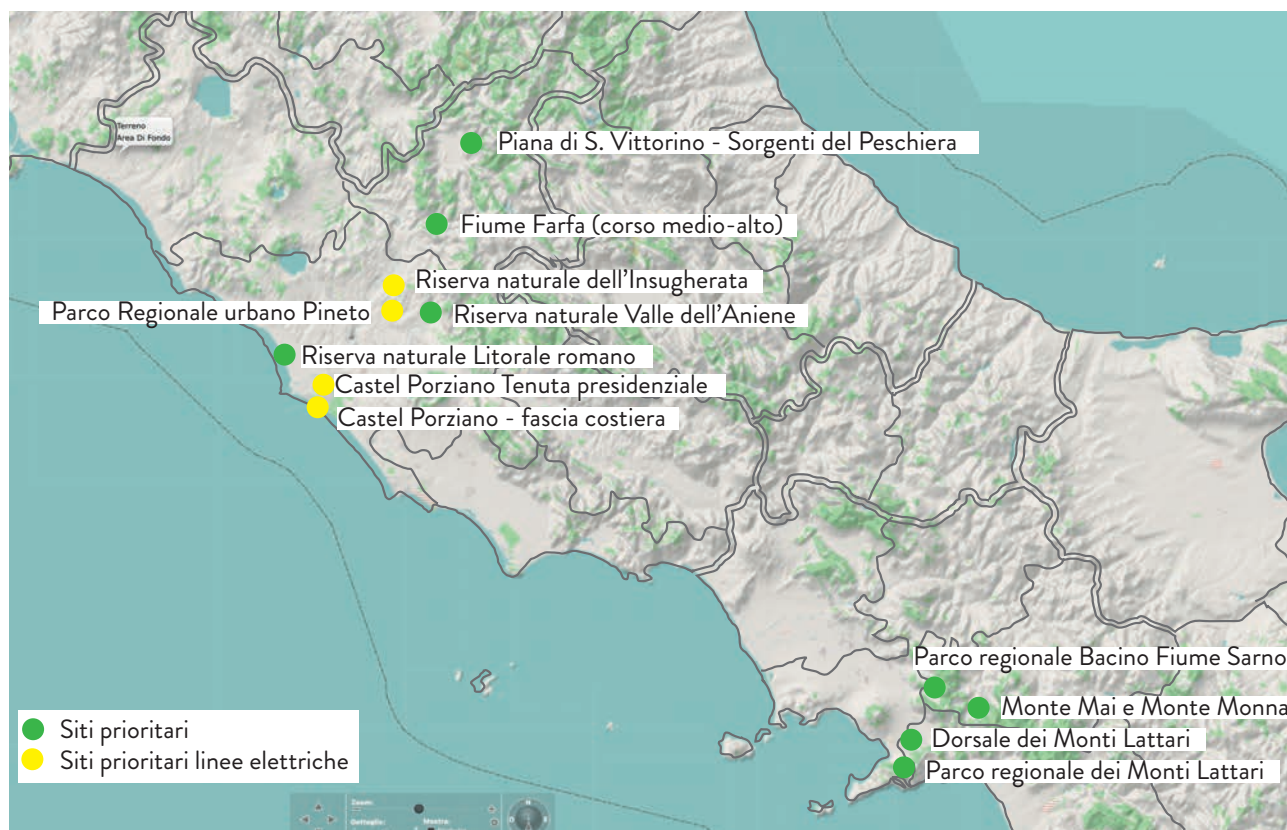 Terreno
Area Di Fondo
Piana di S. Vittorino - Sorgenti del Peschiera
Fiume Farfa (corso medio-alto)
Riserva naturale dell'Insugherata
Parco Regionale urbano Pineto
Riserva naturale Valle dell'Aniene
Riserva naturale Litorale romano
Castel Porziano Tenuta presidenziale
Castel Porziano - fascia costiera
Parco regionale Bacino Fiume Sarno
Monte Mai e Monte Monna
Dorsale dei Monti Lattari
Parco regionale dei Monti Lattari
Siti prioritari
Siti prioritari linee elettriche
Zoom:
Dettaglio:
Mostra: